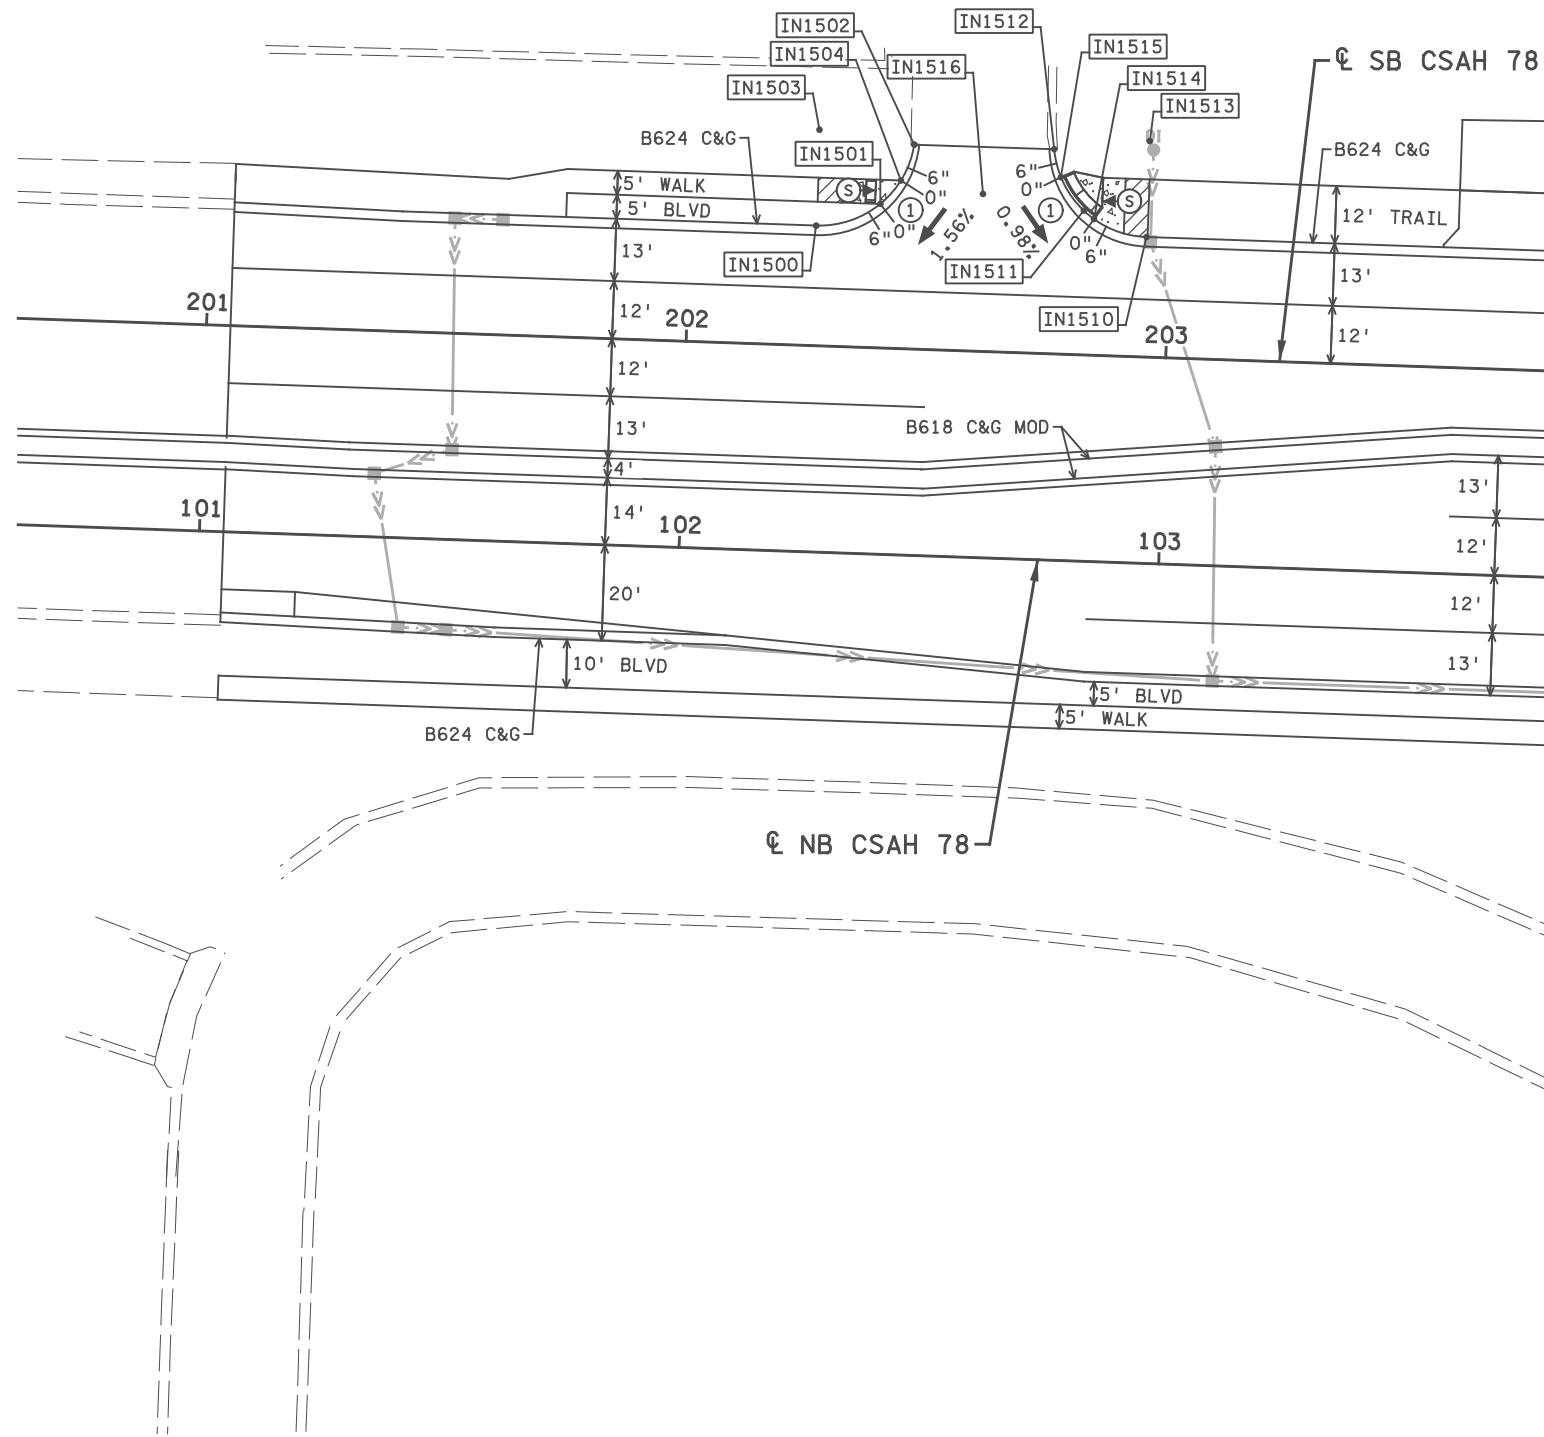 IN1502
IN1512
IN1504
IN1516
IN1515
℄ SB CSAH 78
IN1514
IN1503
IN1513
B624 C&G
B624 C&G
IN1501
5' WALK
S
6"
0"
6"
0"
S
5' BLVD
1
1
12' TRAIL
6"
0"
1.56%
0.98%
0"
6"
13'
IN1500
IN1511
13'
201
12'
202
IN1510
203
12'
12'
13'
B618 C&G MOD
4'
13'
101
14'
102
103
12'
20'
12'
10' BLVD
13'
5' BLVD
B624 C&G
5' WALK
℄ NB CSAH 78